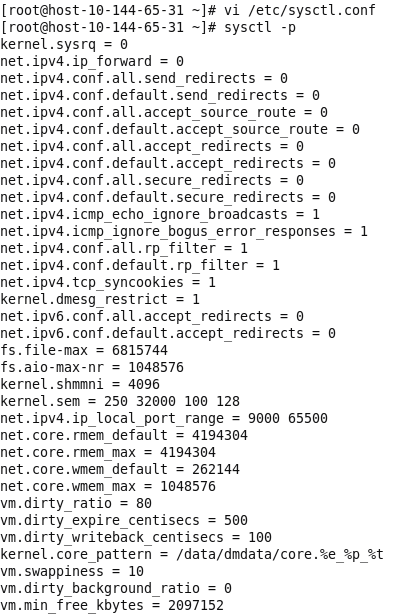 [root@host-10-144-65-31 ~]# vi /etc/sysctl.conf
[root@host-10-144-65-31 ~]# sysctl -p
kernel.sysrq = 0
net.ipv4.ip_forward = 0
net.ipv4.conf.all.send_redirects = 0
net.ipv4.conf.default.send_redirects = 0
net.ipv4.conf.all.accept_source_route = 0
net.ipv4.conf.default.accept_source_route = 0
net.ipv4.conf.all.accept_redirects = 0
net.ipv4.conf.default.accept_redirects = 0
net.ipv4.conf.all.secure_redirects = 0
net.ipv4.conf.default.secure_redirects = 0
net.ipv4.icmp_echo_ignore_broadcasts = 1
net.ipv4.icmp_ignore_bogus_error_responses = 1
net.ipv4.conf.all.rp_filter = 1
net.ipv4.conf.default.rp_filter = 1
net.ipv4.tcp_syncookies = 1
kernel.dmesg_restrict = 1
net.ipv6.conf.all.accept_redirects = 0
net.ipv6.conf.default.accept_redirects = 0
fs.file-max = 6815744
fs.aio-max-nr = 1048576
kernel.shmmni = 4096
kernel.sem = 250 32000 100 128
net.ipv4.ip_local_port_range = 9000 65500
net.core.rmem_default = 4194304
net.core.rmem_max = 4194304
net.core.wmem_default = 262144
net.core.wmem_max = 1048576
vm.dirty_ratio = 80
vm.dirty_expire_centisecs = 500
vm.dirty_writeback_centisecs = 100
kernel.core_pattern = /data/dmdata/core.%e_%p_%t
vm.swappiness = 10
vm.dirty_background_ratio = 0
vm.min_free_kbytes = 2097152